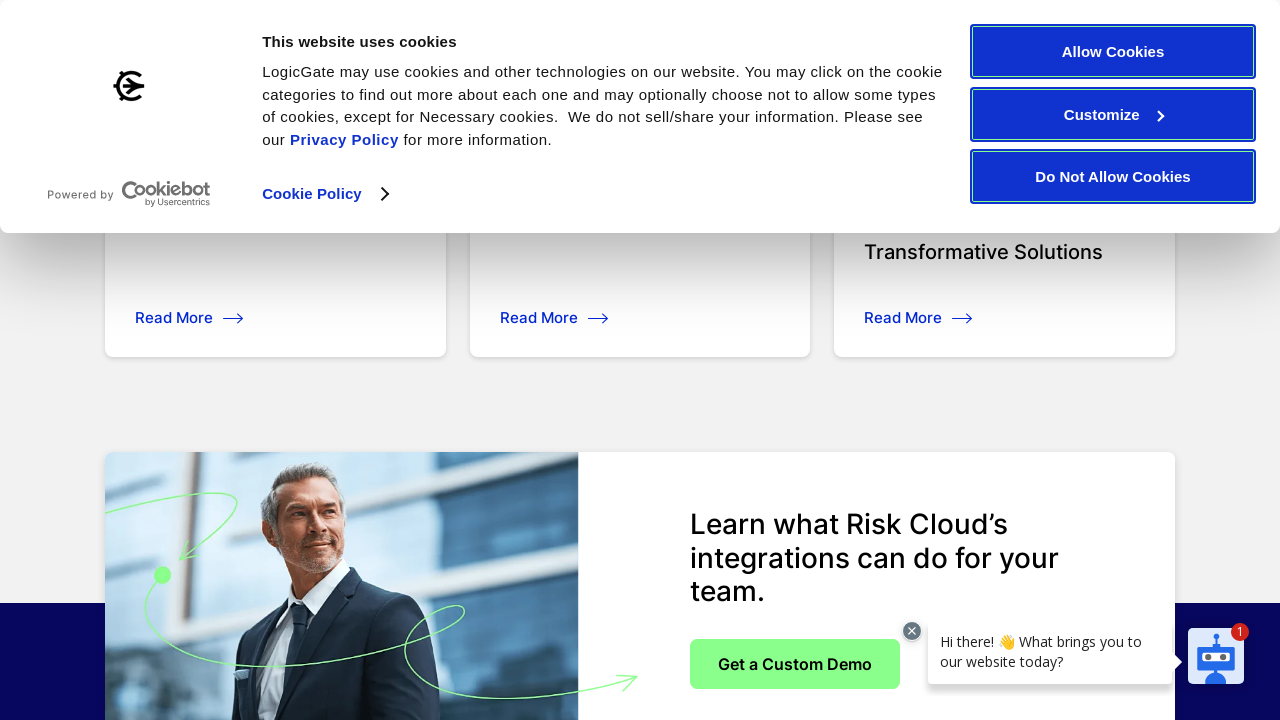 This website uses cookies
LogicGate may use cookies and other technologies on our website. You may click on the cookie
categories to find out more about each one and may optionally choose not to allow some types
of cookies, except for Necessary cookies.  We do not sell/share your information. Please see
our Privacy Policy for more information.
Cookie Policy
Powered by Cookiebot
by Usercentrics
Allow Cookies
Customize
Do Not Allow Cookies
Transformative Solutions
Read More
Read More
Read More
Learn what Risk Cloud’s
integrations can do for your
team.
Get a Custom Demo
Hi there! 👋 What brings you to
our website today?
1